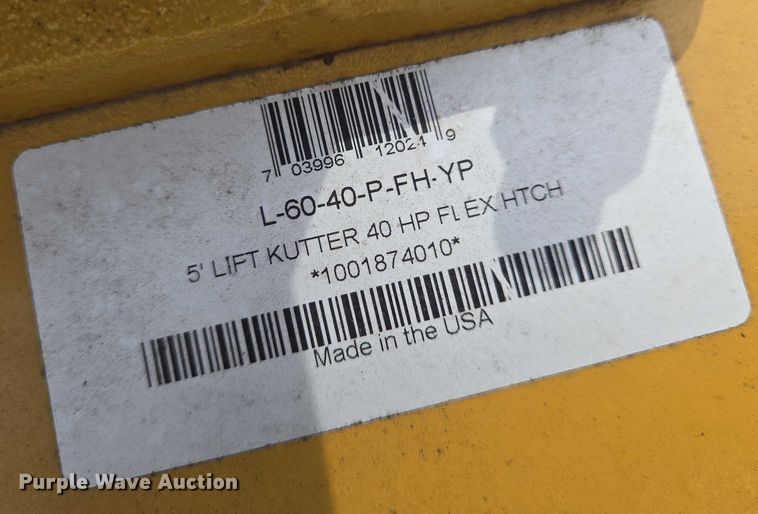 7 03996 12024 9
L-60-40-P-FH-YP
5' LIFT KUTTER 40 HP FLEX HTCH
*1001874010*
Made in the USA
Purple Wave Auction